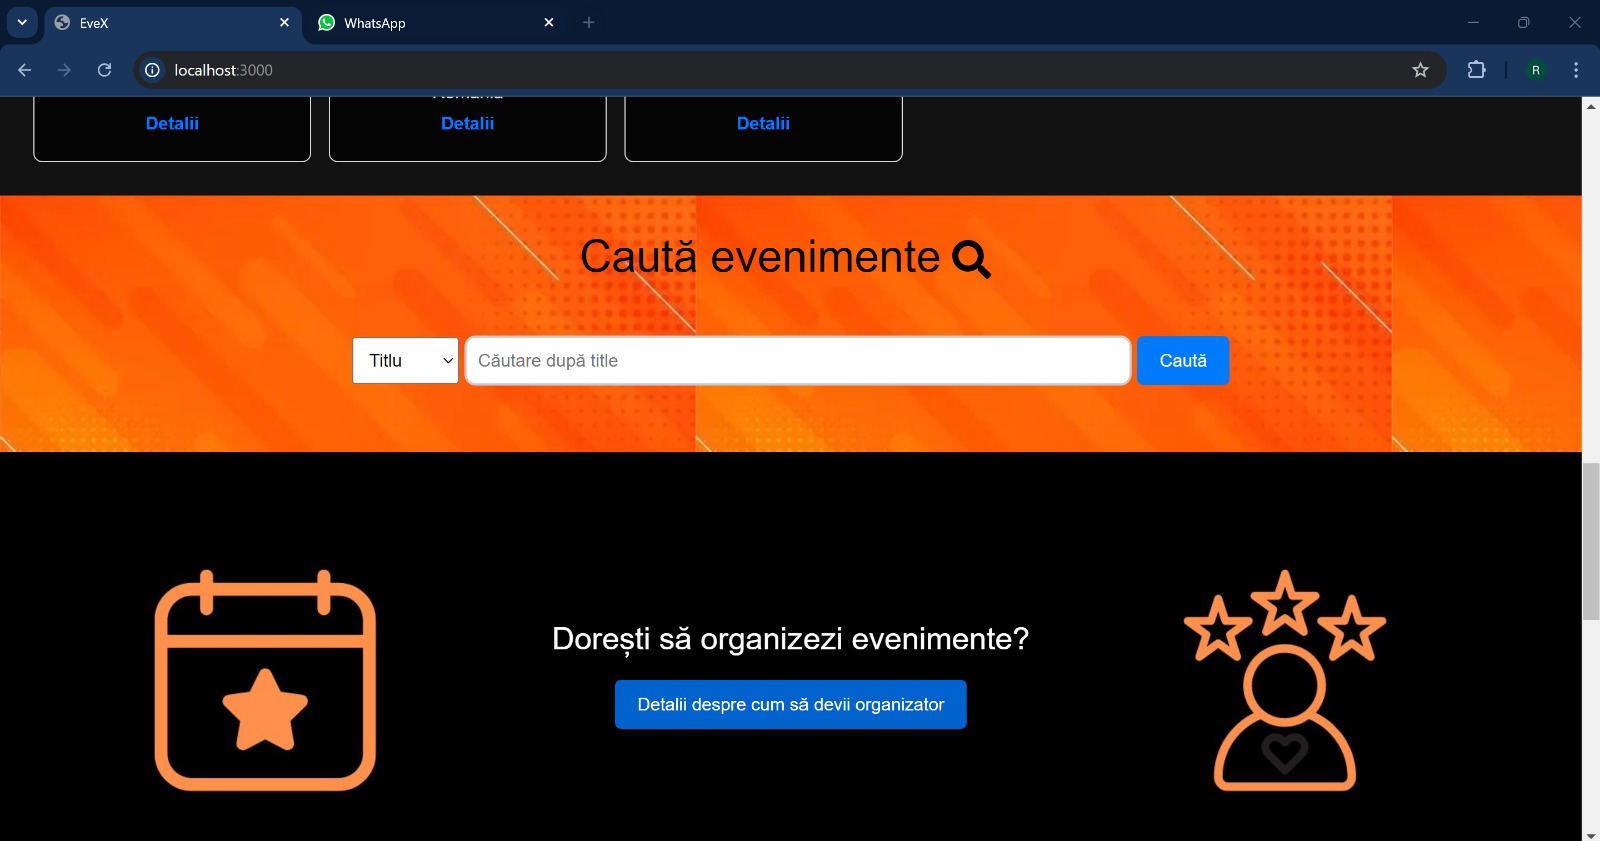 EveX
WhatsApp
localhost:3000
R
România
Detalii
Detalii
Detalii
Caută evenimente
Titlu
Căutare după title
Caută
Dorești să organizezi evenimente?
Detalii despre cum să devii organizator